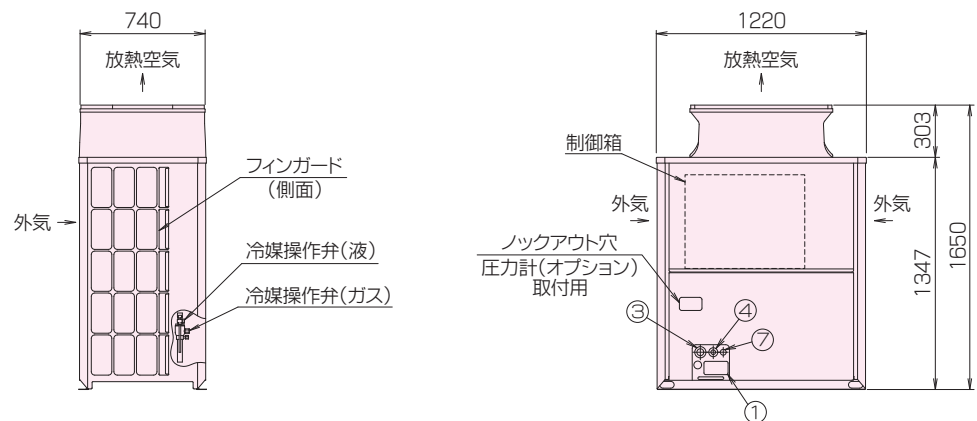 740
放熱空気
フィンガード
(側面)
外気
冷媒操作弁(液)
冷媒操作弁(ガス)
1220
放熱空気
制御箱
外気
外気
ノックアウト穴
圧力計(オプション)
取付用
③
④
⑦
①
303
1347
1650